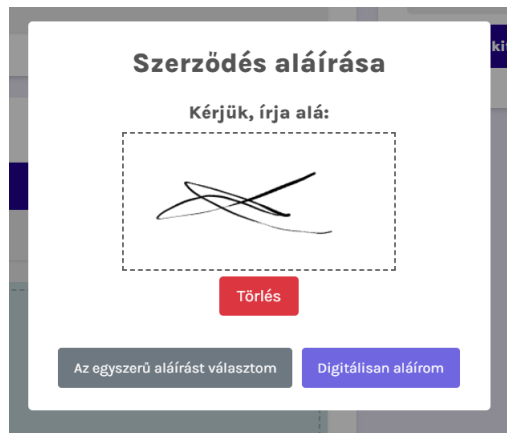 Szerződés aláírása
Kérjük, írja alá:
Törlés
Az egyszerű aláírást választom
Digitálisan aláírom